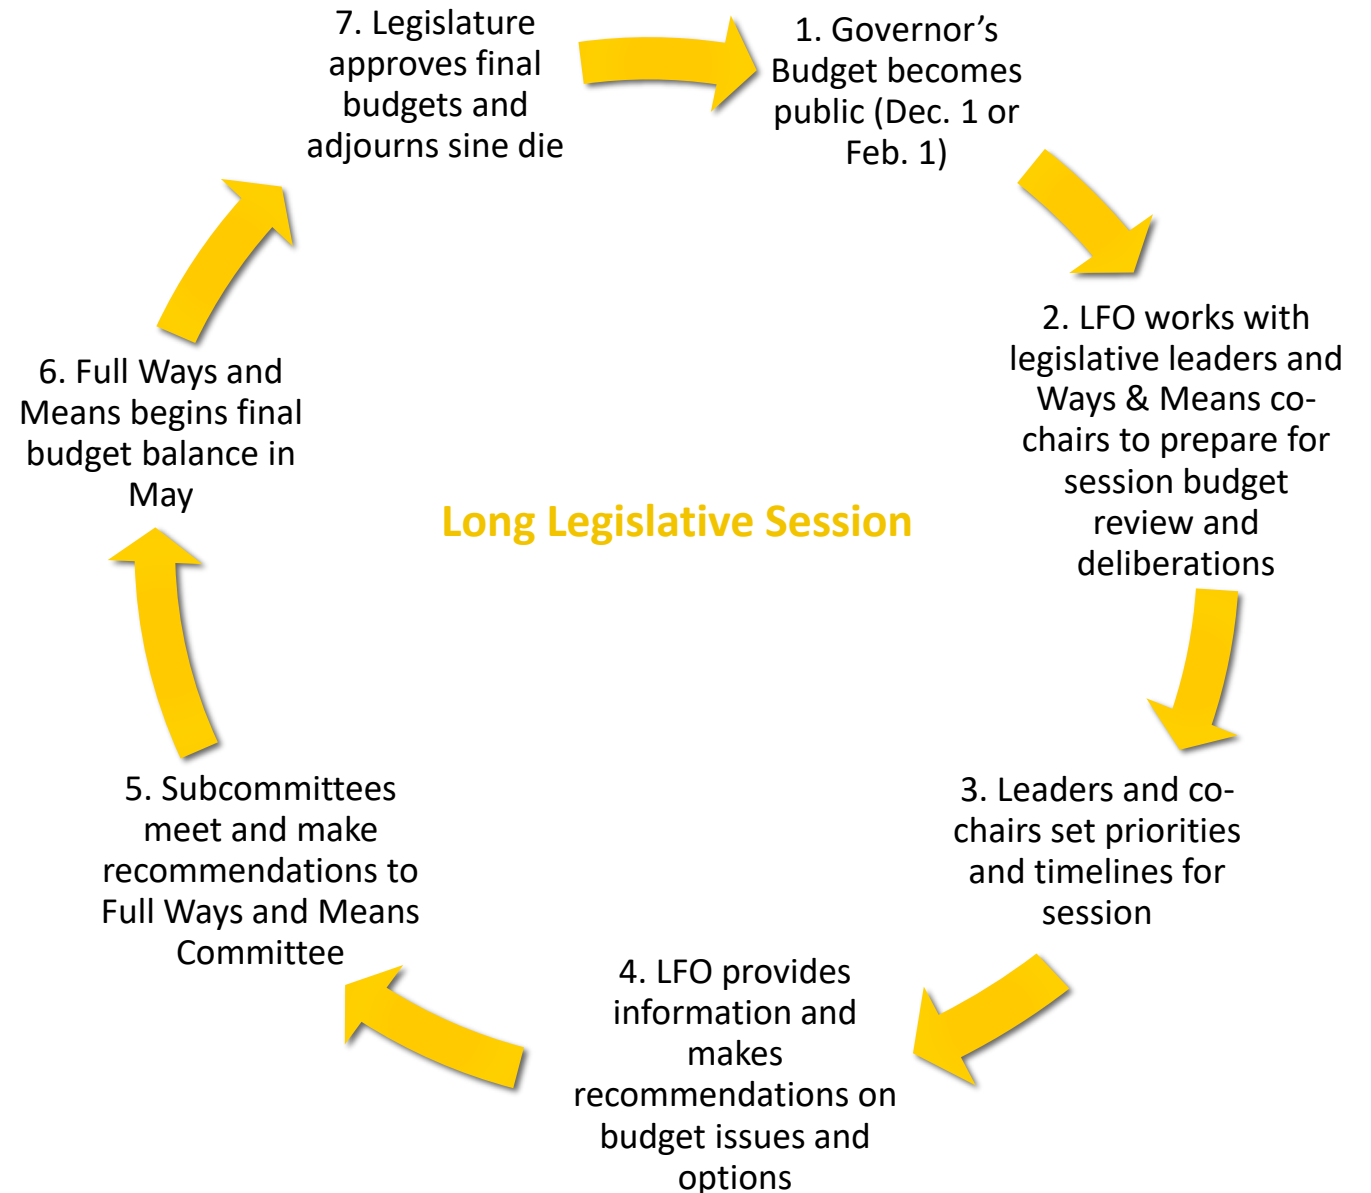 1. Governor’s
Budget becomes
public (Dec. 1 or
Feb. 1)
2. LFO works with
legislative leaders and
Ways & Means co-
chairs to prepare for
session budget
review and
deliberations
3. Leaders and co-
chairs set priorities
and timelines for
session
4. LFO provides
information and
makes
recommendations on
budget issues and
options
5. Subcommittees
meet and make
recommendations to
Full Ways and Means
Committee
6. Full Ways and
Means begins final
budget balance in
May
7. Legislature
approves final
budgets and
adjourns sine die
Long Legislative Session